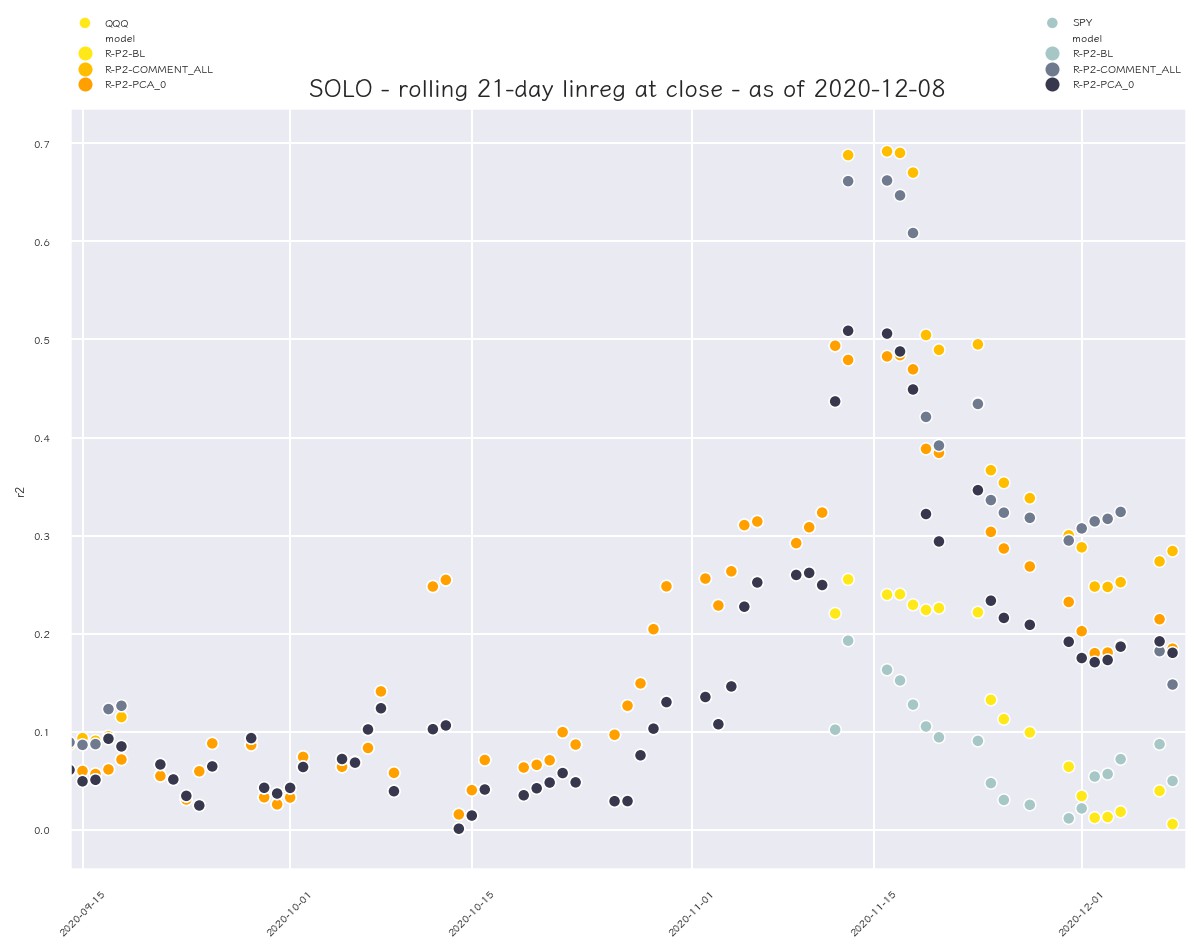 QQQ
model
R-P2-BL
R-P2-COMMENT_ALL
R-P2-PCA_0
SPY
model
R-P2-BL
R-P2-COMMENT_ALL
R-P2-PCA_0
SOLO - rolling 21-day linreg at close - as of 2020-12-08
0.7
0.6
0.5
0.4
0.3
0.2
0.1
0.0
r2
2020-09-15
2020-10-01
2020-10-15
2020-11-01
2020-11-15
2020-12-01